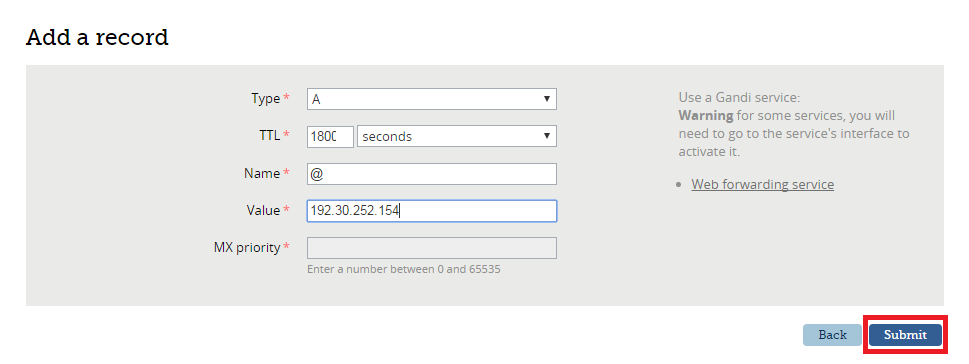 Add a record
Type *
A
TTL *
1800
seconds
Name *
@
Value *
192.30.252.154
MX priority *
Enter a number between 0 and 65535
Use a Gandi service:
Warning for some services, you will
need to go to the service's interface to
activate it.
Web forwarding service
Back
Submit